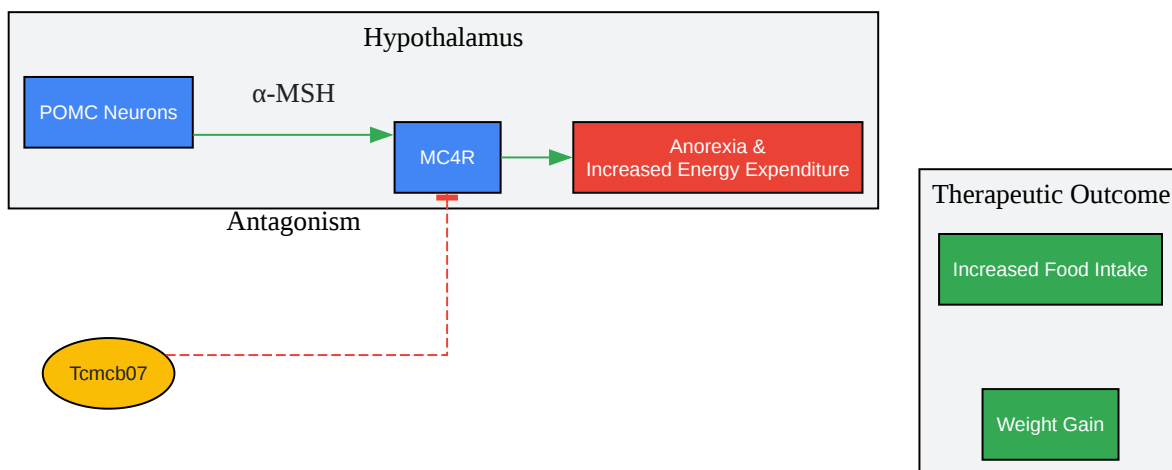 Hypothalamus
POMC Neurons
α-MSH
MC4R
Anorexia &
Increased Energy Expenditure
Antagonism
Tcmcb07
Therapeutic Outcome
Increased Food Intake
Weight Gain